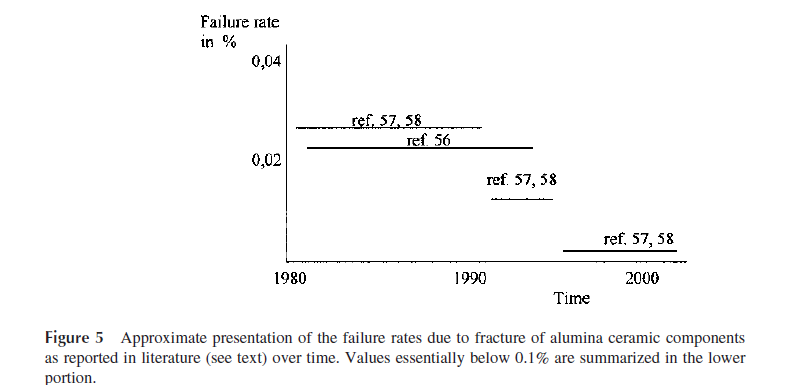 Failure rate
in %
0,04
ref. 57, 58
ref. 56
0,02
ref. 57, 58
ref. 57, 58
1980 1990 2000
Time
Figure 5 Approximate presentation of the failure rates due to fracture of alumina ceramic components
as reported in literature (see text) over time. Values essentially below 0.1% are summarized in the lower
portion.